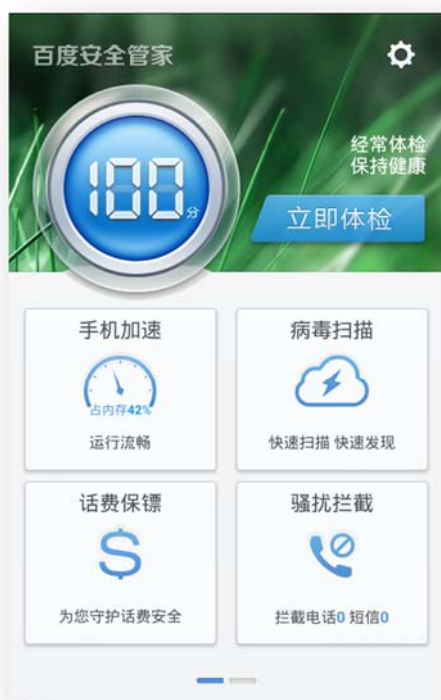 百度安全管家
经常体检
保持健康
100分
立即体检
手机加速
占内存42%
运行流畅
病毒扫描
快速扫描 快速发现
话费保镖
为您守护话费安全
骚扰拦截
拦截电话0 短信0